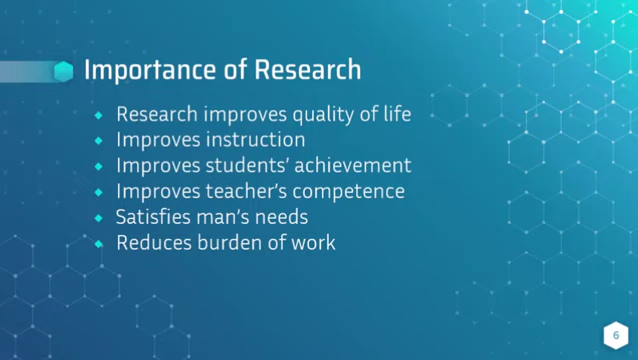 Importance of Research
Research improves quality of life
Improves instruction
Improves students’ achievement
Improves teacher’s competence
Satisfies man’s needs
Reduces burden of work
6